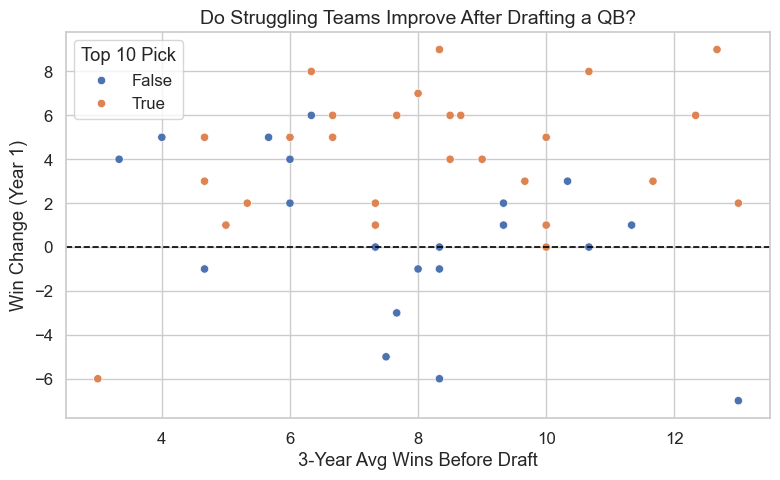 Do Struggling Teams Improve After Drafting a QB?
Top 10 Pick
False
True
Win Change (Year 1)
8
6
4
2
0
−2
−4
−6
4 6 8 10 12
3-Year Avg Wins Before Draft